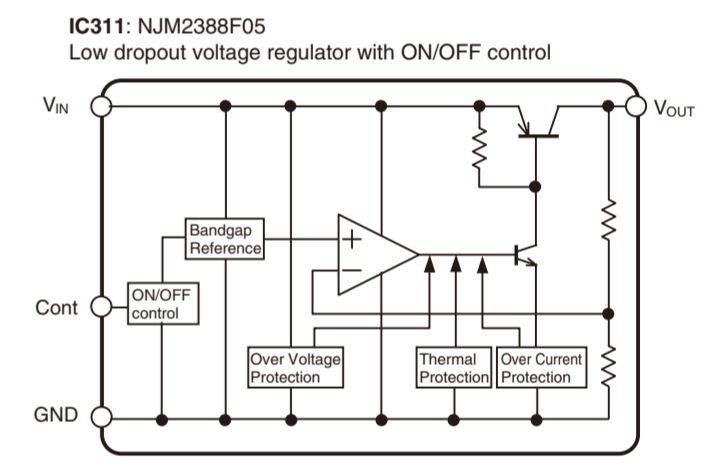 IC311: NJM2388F05
Low dropout voltage regulator with ON/OFF control
VIN
VOUT
Bandgap
Reference
+
−
Cont
ON/OFF
control
Over Voltage
Protection
Thermal
Protection
Over Current
Protection
GND